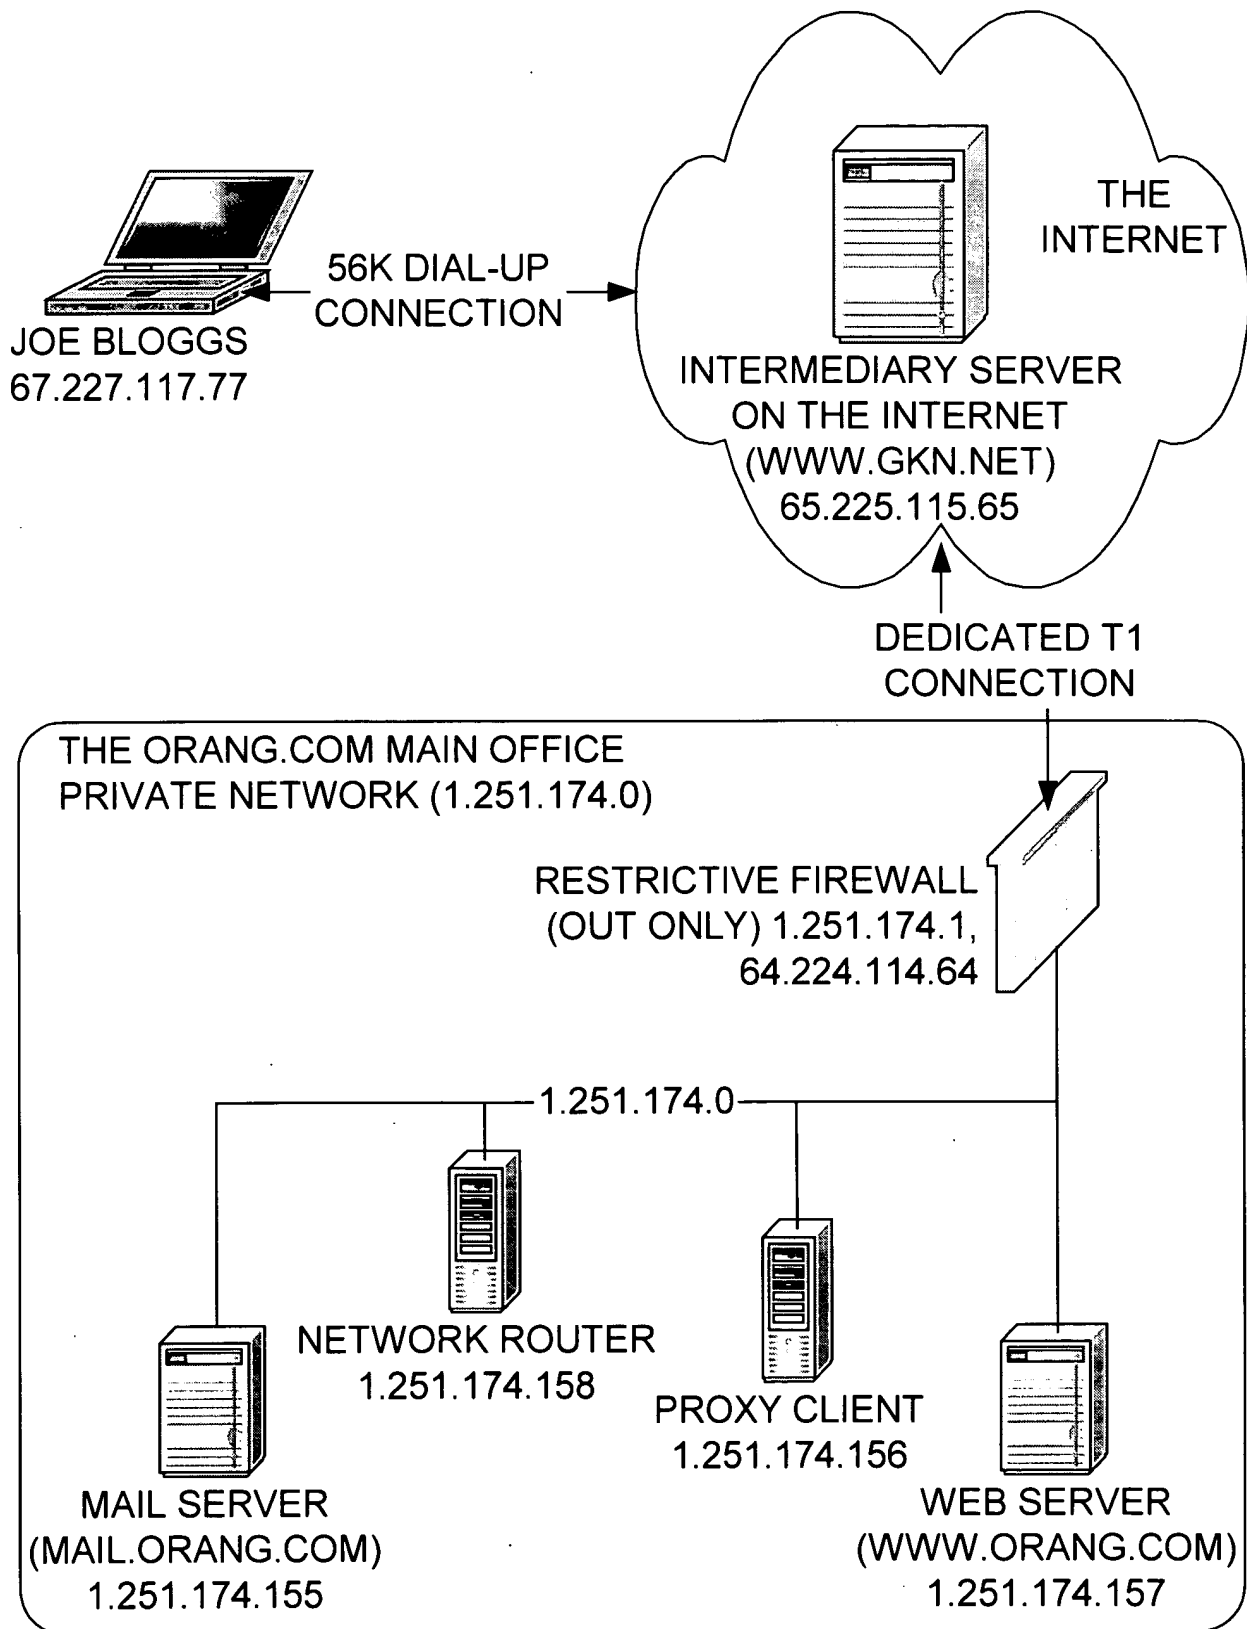 THE
INTERNET
56K DIAL-UP
CONNECTION
JOE BLOGGS
67.227.117.77
INTERMEDIARY SERVER
ON THE INTERNET
(WWW.GKN.NET)
65.225.115.65
DEDICATED T1
CONNECTION
THE ORANG.COM MAIN OFFICE
PRIVATE NETWORK (1.251.174.0)
RESTRICTIVE FIREWALL
(OUT ONLY) 1.251.174.1,
64.224.114.64
1.251.174.0
NETWORK ROUTER
1.251.174.158
PROXY CLIENT
1.251.174.156
MAIL SERVER
(MAIL.ORANG.COM)
1.251.174.155
WEB SERVER
(WWW.ORANG.COM)
1.251.174.157